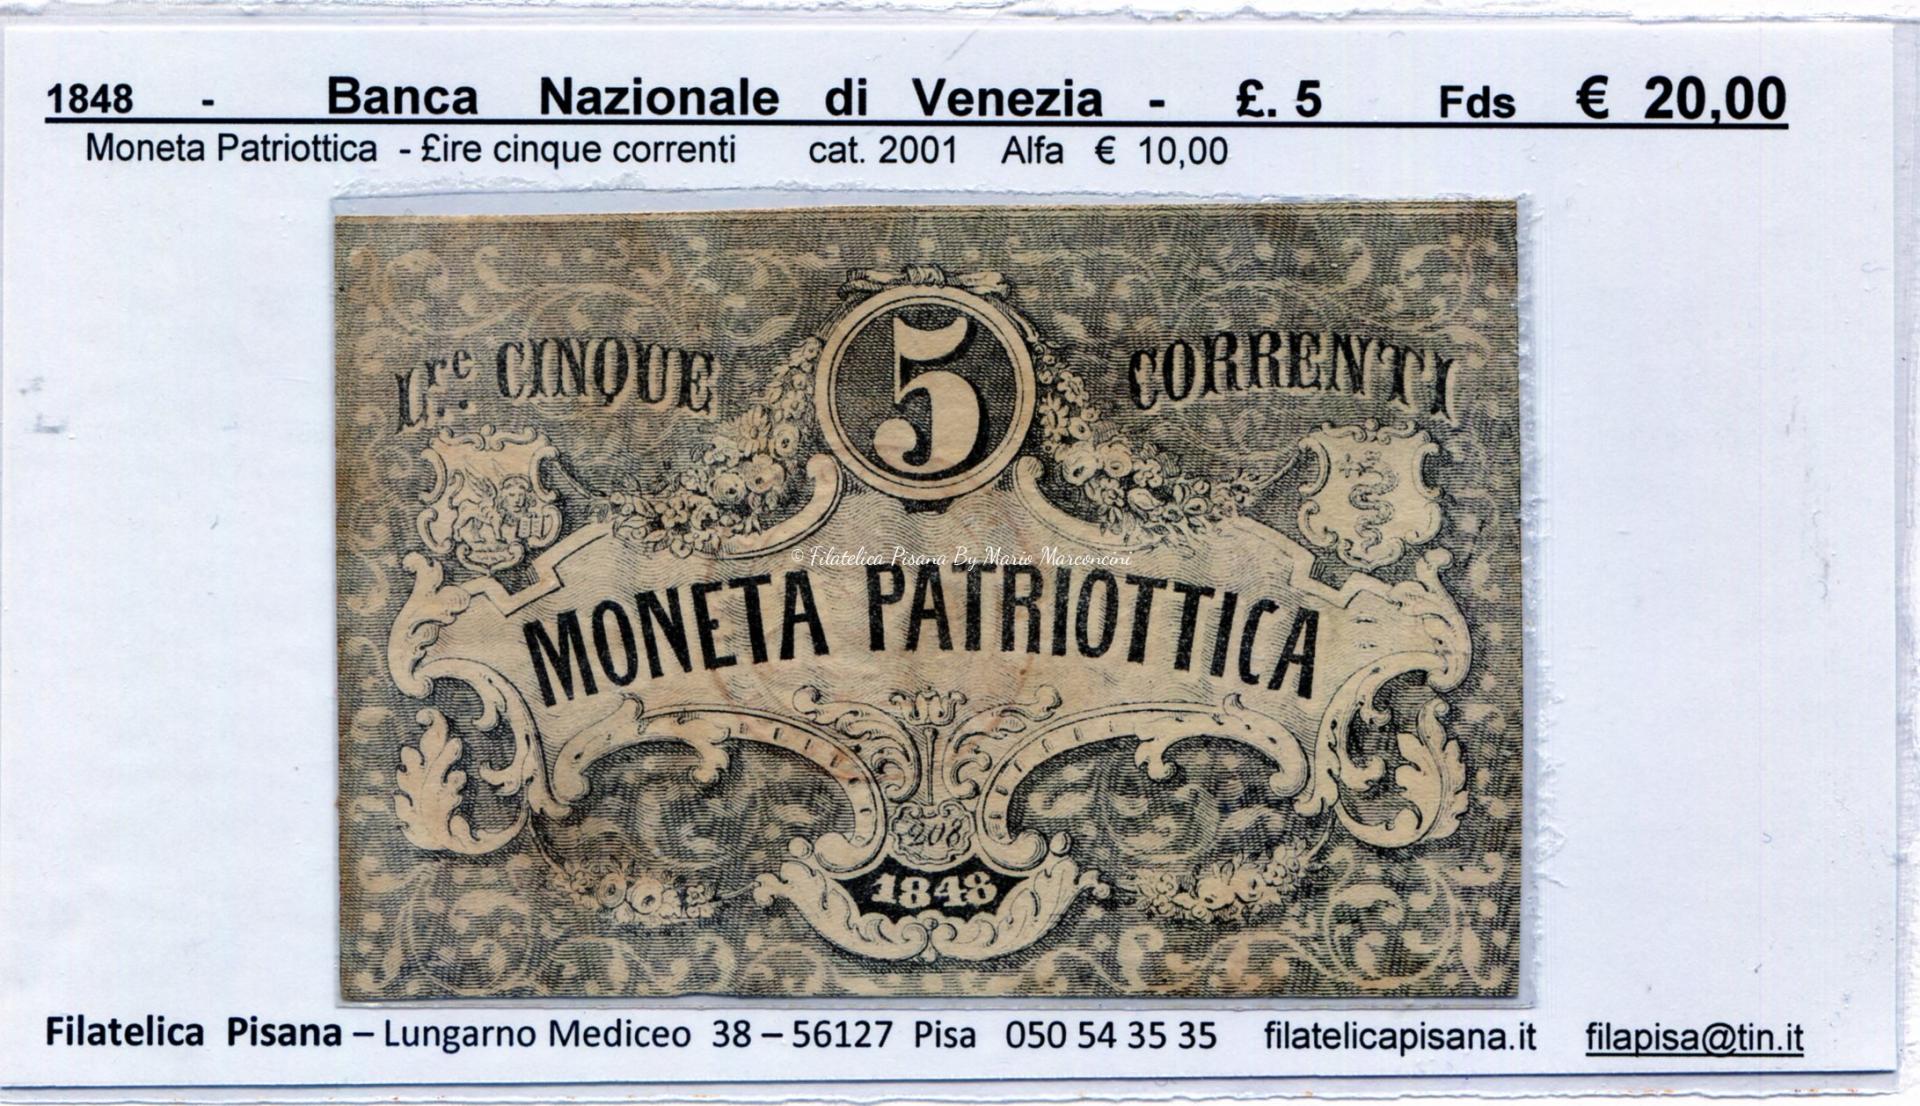 1848 - Banca Nazionale di Venezia - £. 5 Fds € 20,00
Moneta Patriottica - £ire cinque correnti cat. 2001 Alfa € 10,00
Lre CINQUE 5 CORRENTI
© Filatelica Pisana By Mario Marconcini
MONETA PATRIOTTICA
208
1848
Filatelica Pisana – Lungarno Mediceo 38 – 56127 Pisa 050 54 35 35 filatelicapisana.it filapisa@tin.it